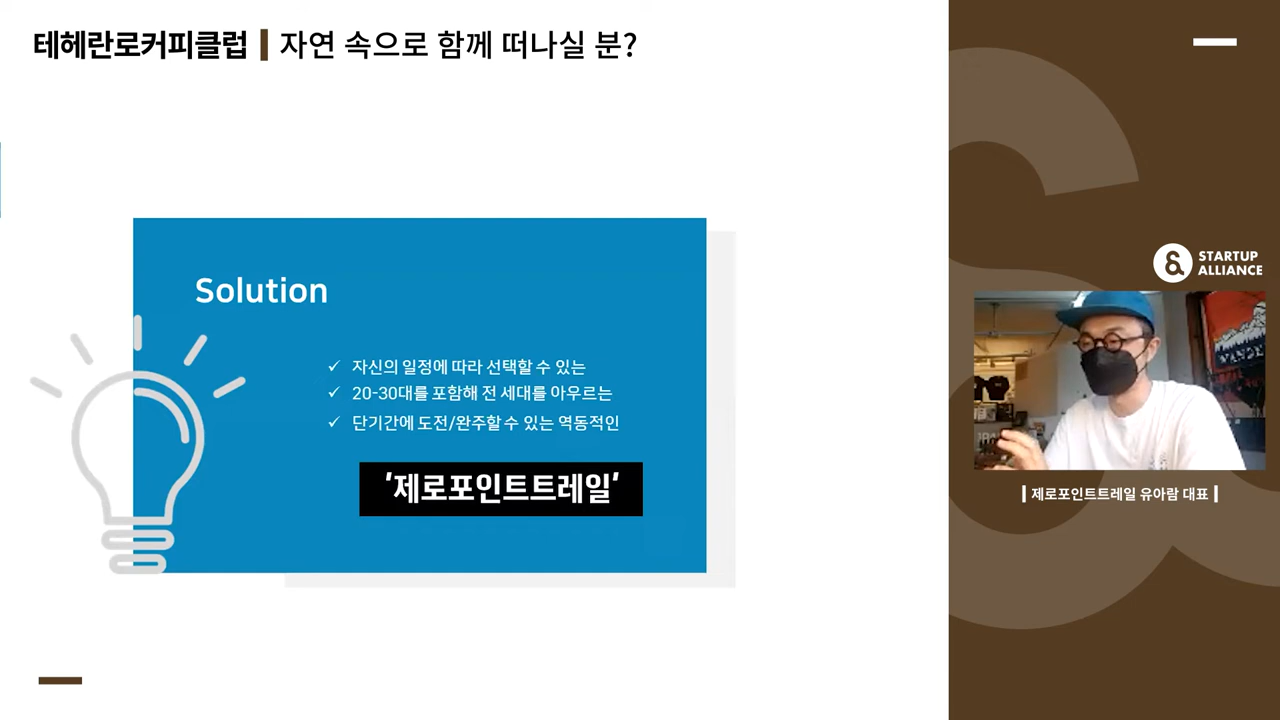 테헤란로커피클럽 | 자연 속으로 함께 떠나실 분?
Solution
✓ 자신의 일정에 따라 선택할 수 있는
✓ 20-30대를 포함해 전 세대를 아우르는
✓ 단기간에 도전/완주할 수 있는 역동적인
'제로포인트트레일'
STARTUP
ALLIANCE
| 제로포인트트레일 유아람 대표 |